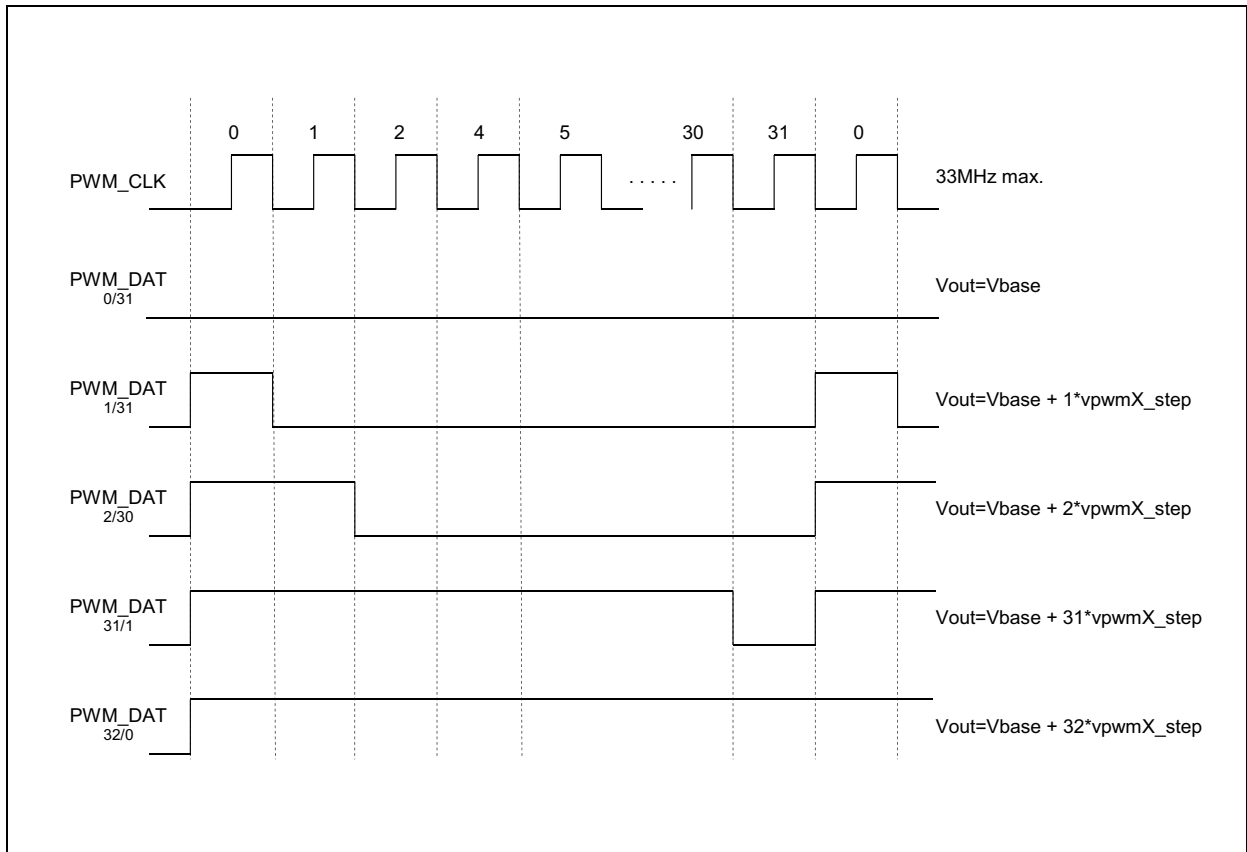 0 1 2 4 5 30 31 0
PWM_CLK
. . . . .
33MHz max.
PWM_DAT
0/31
Vout=Vbase
PWM_DAT
1/31
Vout=Vbase + 1*vpwmX_step
PWM_DAT
2/30
Vout=Vbase + 2*vpwmX_step
PWM_DAT
31/1
Vout=Vbase + 31*vpwmX_step
PWM_DAT
32/0
Vout=Vbase + 32*vpwmX_step